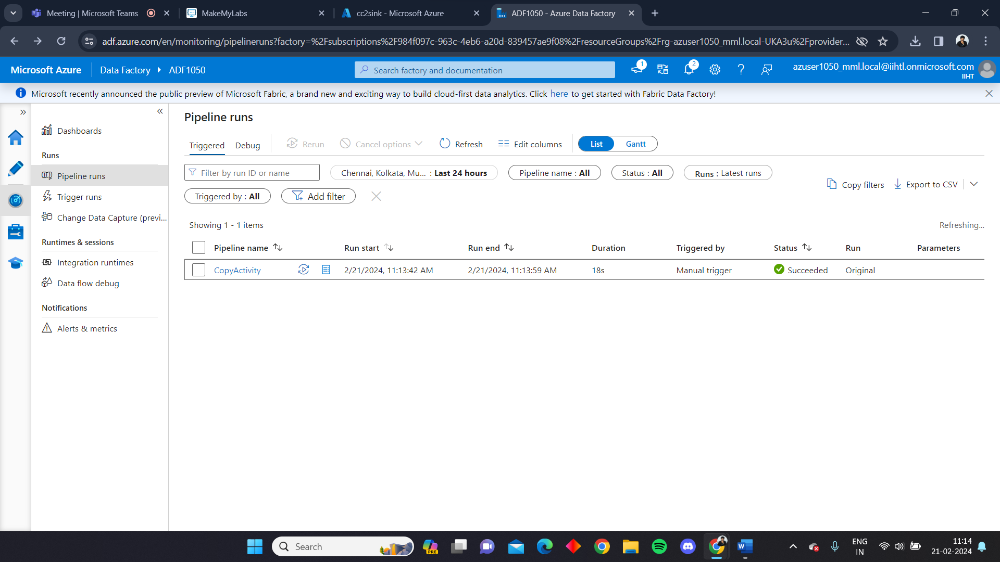 Meeting | Microsoft Teams
MakeMyLabs
cc2sink - Microsoft Azure
ADF1050 - Azure Data Factory
adf.azure.com/en/monitoring/pipelineruns?factory=%2Fsubscriptions%2F984f097c-963c-4eb6-a20d-839457ae9f08%2FresourceGroups%2Frg-azuser1050_mml.local-UKA3u%2Fprovider...
Microsoft Azure
Data Factory
ADF1050
Search factory and documentation
1
2
azuser1050_mml.local@iihtl.onmicrosoft.com
IIHT
Microsoft recently announced the public preview of Microsoft Fabric, a brand new and exciting way to build cloud-first data analytics. Click here to get started with Fabric Data Factory!
Dashboards
Runs
Pipeline runs
Trigger runs
Change Data Capture (previ...
Runtimes & sessions
Integration runtimes
Data flow debug
Notifications
Alerts & metrics
Pipeline runs
Triggered
Debug
Rerun
Cancel options
Refresh
Edit columns
List
Gantt
Filter by run ID or name
Chennai, Kolkata, Mu... : Last 24 hours
Pipeline name : All
Status : All
Runs : Latest runs
Triggered by : All
Add filter
Copy filters
Export to CSV
Showing 1 - 1 items
Refreshing...
Pipeline name Run start Run end Duration Triggered by Status Run Parameters
CopyActivity 2/21/2024, 11:13:42 AM 2/21/2024, 11:13:59 AM 18s Manual trigger Succeeded Original
Search
PRE
ENG
IN
11:14
21-02-2024